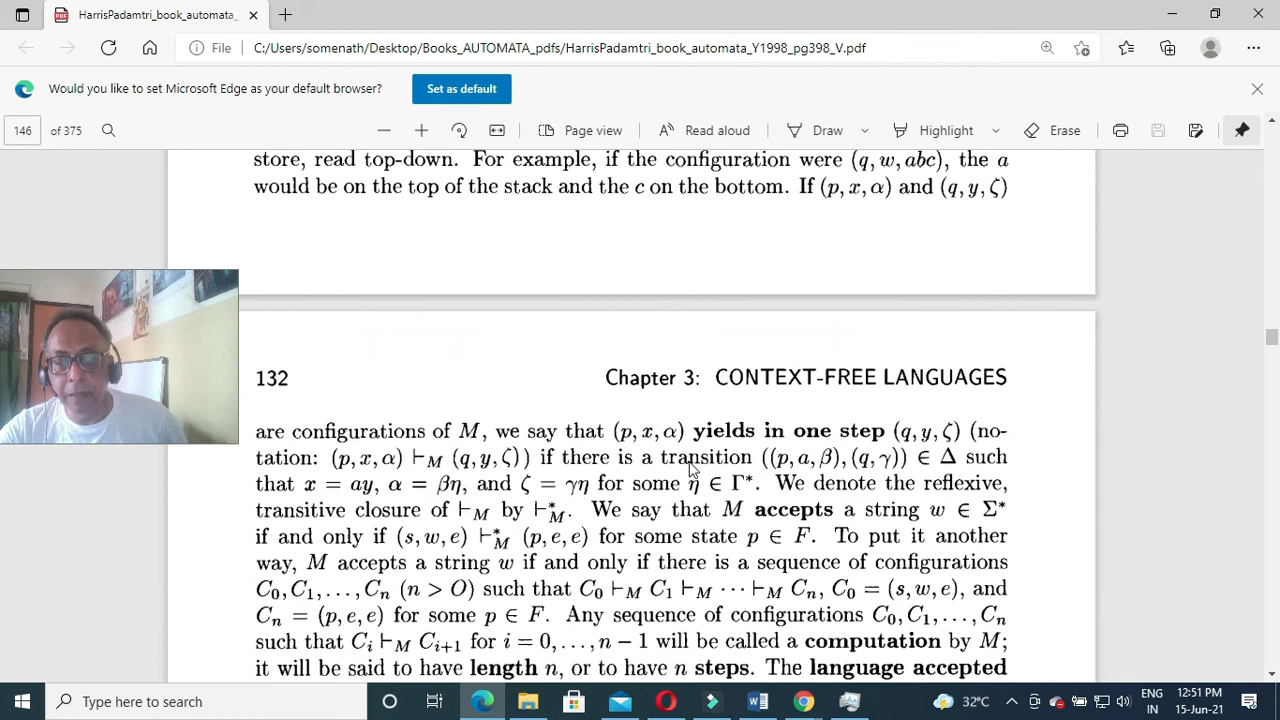 HarrisPadamtri_book_automata_
File C:/Users/somenath/Desktop/Books_AUTOMATA_pdfs/HarrisPadamtri_book_automata_Y1998_pg398_V.pdf
Would you like to set Microsoft Edge as your default browser? Set as default
146 of 375 Page view Read aloud Draw Highlight Erase
store, read top-down. For example, if the configuration were (q, w, abc), the a
would be on the top of the stack and the c on the bottom. If (p, x, α) and (q, y, ζ)
132 Chapter 3: CONTEXT-FREE LANGUAGES
are configurations of M, we say that (p, x, α) yields in one step (q, y, ζ) (no-
tation: (p, x, α) ⊢M (q, y, ζ)) if there is a transition ((p, a, β), (q, γ)) ∈ Δ such
that x = ay, α = βη, and ζ = γη for some η ∈ Γ*. We denote the reflexive,
transitive closure of ⊢M by ⊢*M. We say that M accepts a string w ∈ Σ*
if and only if (s, w, e) ⊢*M (p, e, e) for some state p ∈ F. To put it another
way, M accepts a string w if and only if there is a sequence of configurations
C0, C1, . . . , Cn (n > O) such that C0 ⊢M C1 ⊢M · · · ⊢M Cn, C0 = (s, w, e), and
Cn = (p, e, e) for some p ∈ F. Any sequence of configurations C0, C1, . . . , Cn
such that Ci ⊢M Ci+1 for i = 0, . . . , n − 1 will be called a computation by M;
it will be said to have length n, or to have n steps. The language accepted
Type here to search
32°C
ENG
IN
12:51 PM
15-Jun-21